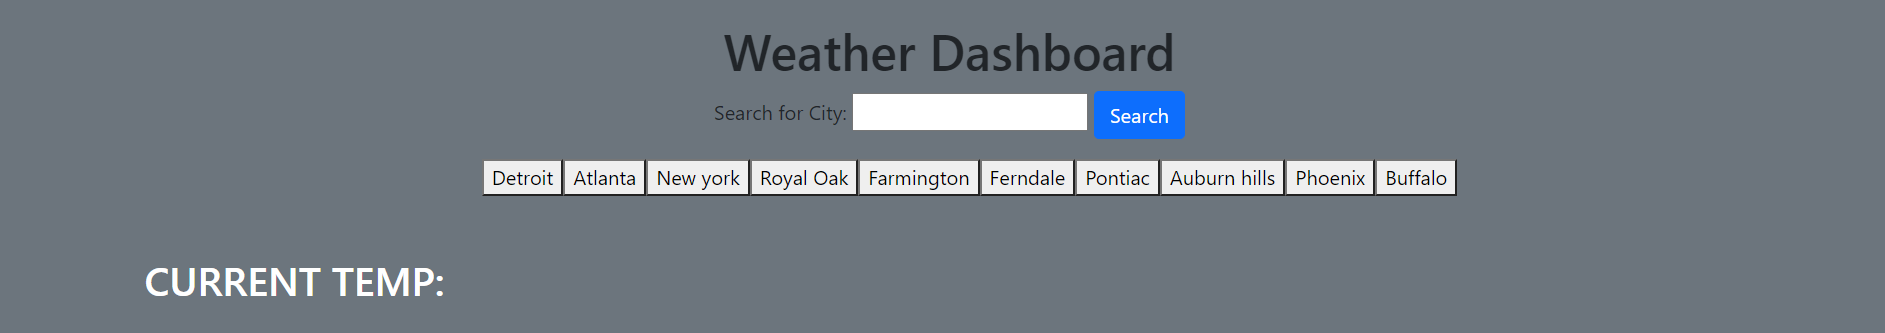 Weather Dashboard
Search for City: Search
Detroit Atlanta New york Royal Oak Farmington Ferndale Pontiac Auburn hills Phoenix Buffalo
CURRENT TEMP: